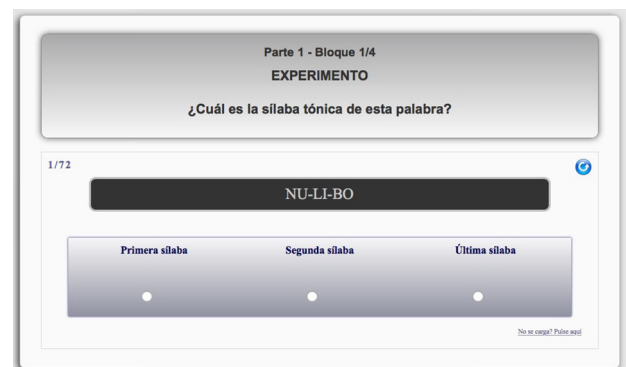 Parte 1 - Bloque 1/4
EXPERIMENTO
¿Cuál es la sílaba tónica de esta palabra?
1/72
NU-LI-BO
Primera sílaba Segunda sílaba Última sílaba
No se carga? Pulse aquí